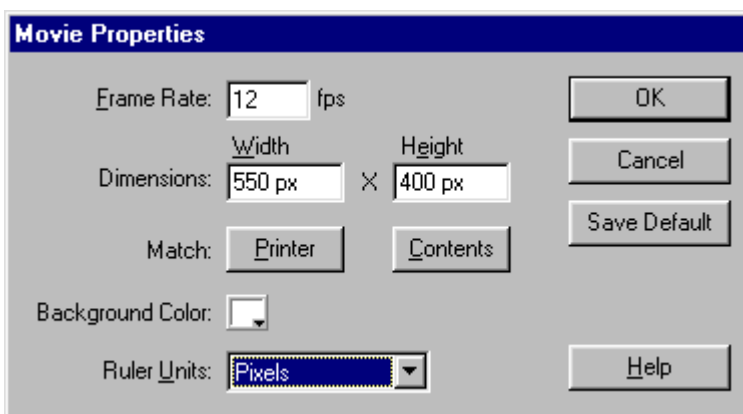 Movie Properties
Frame Rate: 12 fps
OK
Width Height
Dimensions: 550 px X 400 px
Cancel
Save Default
Match: Printer Contents
Background Color:
Ruler Units: Pixels
Help